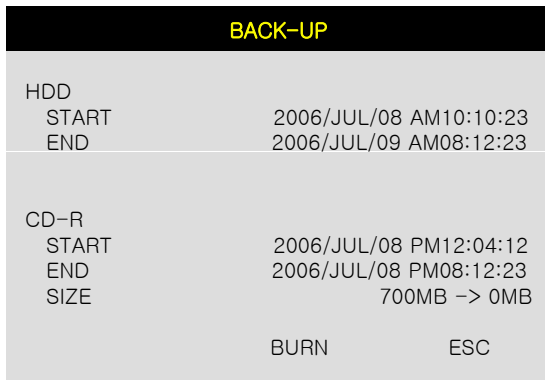 BACK-UP
HDD
START 2006/JUL/08 AM10:10:23
END 2006/JUL/09 AM08:12:23
CD-R
START 2006/JUL/08 PM12:04:12
END 2006/JUL/08 PM08:12:23
SIZE 700MB -> 0MB
BURN ESC